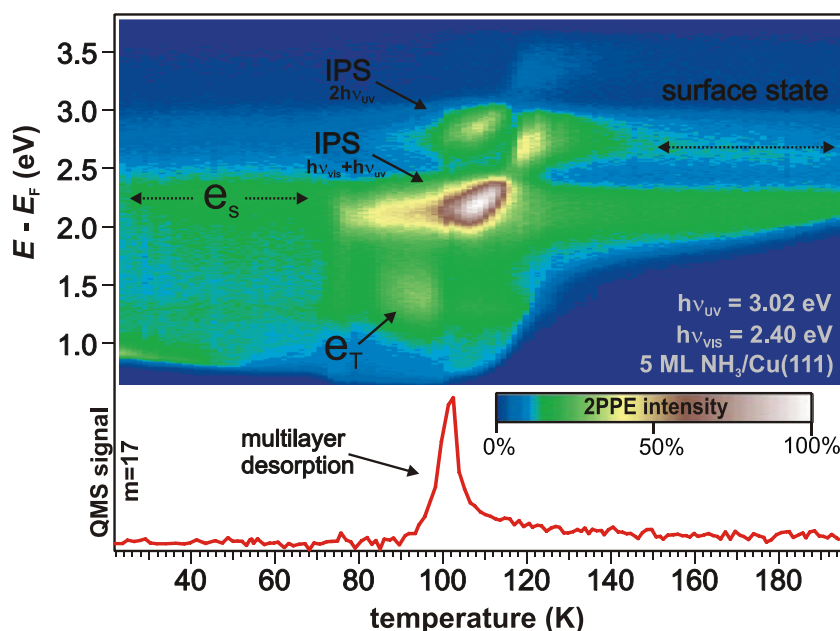 3.5
3.0
2.5
2.0
1.5
1.0
E - E_F (eV)
IPS
2hν_UV
IPS
hν_vis+hν_uv
surface state
e_s
e_T
hν_UV = 3.02 eV
hν_VIS = 2.40 eV
5 ML NH₃/Cu(111)
2PPE intensity
0%
50%
100%
QMS signal
m=17
multilayer
desorption
40
60
80
100
120
140
160
180
temperature (K)